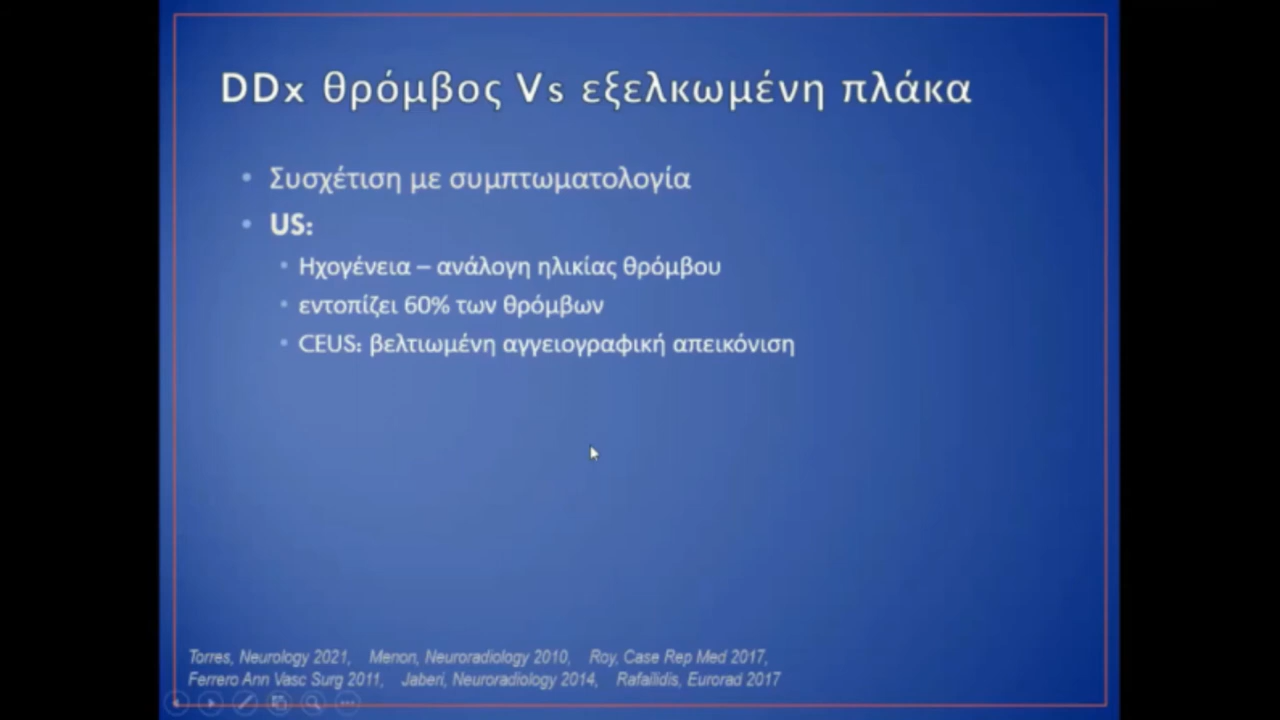 DDx θρόμβος Vs εξελκωμένη πλάκα
• Συσχέτιση με συμπτωματολογία
• US:
• Ηχογένεια – ανάλογη ηλικίας θρόμβου
• εντοπίζει 60% των θρόμβων
• CEUS: βελτιωμένη αγγειογραφική απεικόνιση
Torres, Neurology 2021, Menon, Neuroradiology 2010, Roy, Case Rep Med 2017,
Ferrero Ann Vasc Surg 2011, Jaberi, Neuroradiology 2014, Rafailidis, Eurorad 2017